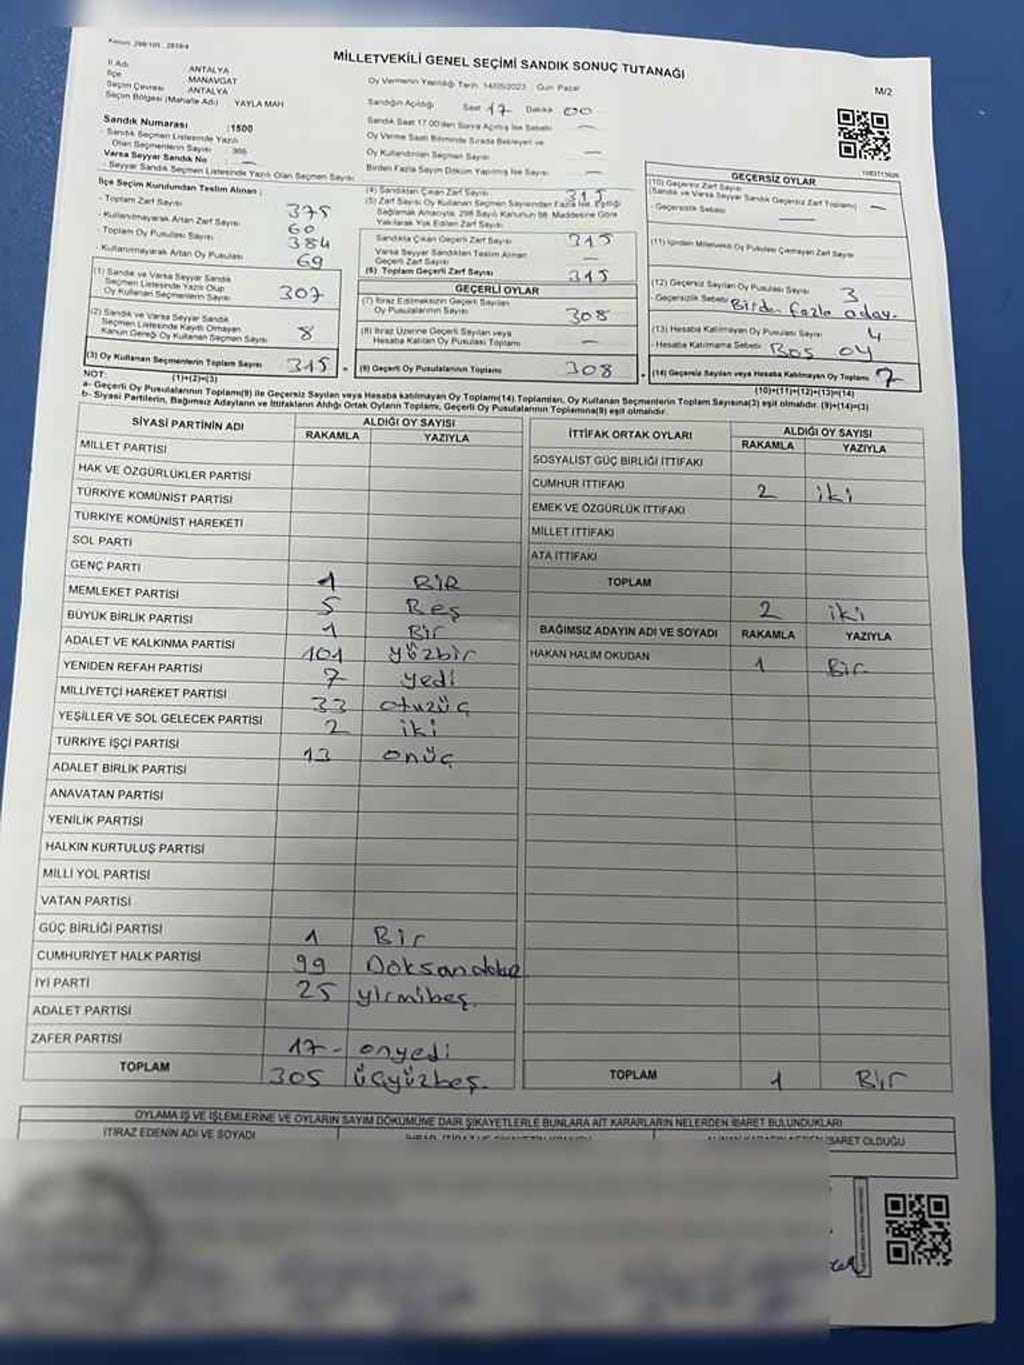 MİLLETVEKİLİ GENEL SEÇİMİ SANDIK SONUÇ TUTANAĞI
M/2
İl Adı ANTALYA
İlçe MANAVGAT
Seçim Çevresi ANTALYA
Seçim Bölgesi (Mahalle Adı) YAYLA MAH
Oy Vermenin Yapıldığı Tarih 14/05/2023 Gün Pazar
Sandığın Açıldığı Saat 17 Dakika 00
Sandık Saat 17.00'den Sonra Açılmış İse Sebebi —
Oy Verme Saati Bitiminde Sırada Bekleyen ve
Oy Kullandırılan Seçmen Sayısı —
Birden Fazla Sayım Döküm Yapılmış İse Sayısı —
Sandık Numarası :1500
- Sandık Seçmen Listesinde Yazılı
Olan Seçmenlerin Sayısı
Varsa Seyyar Sandık No : —
- Seyyar Sandık Seçmen Listesinde Yazılı Olan Seçmen Sayısı
İlçe Seçim Kurulundan Teslim Alınan ;
- Toplam Zarf Sayısı 375
- Kullanılmayarak Artan Zarf Sayısı 60
- Toplam Oy Pusulası Sayısı 384
- Kullanılmayarak Artan Oy Pusulası 69
(1) Sandık ve Varsa Seyyar Sandık
Seçmen Listesinde Yazılı Olup
Oy Kullanan Seçmenlerin Sayısı 307
(2) Sandık ve Varsa Seyyar Sandık
Seçmen Listesinde Kayıtlı Olmayan
Kanun Gereği Oy Kullanan Seçmen Sayısı 8
(3) Oy Kullanan Seçmenlerin Toplam Sayısı 315
(1)+(2)=(3)
(4) Sandıktan Çıkan Zarf Sayısı 315
(5) Zarf Sayısı Oy Kullanan Seçmen Sayısından Fazla İse, Eşitliği
Sağlamak Amacıyla, 298 Sayılı Kanunun 98. Maddesine Göre
Yakılarak Yok Edilen Zarf Sayısı
Sandıkta Çıkan Geçerli Zarf Sayısı 315
Varsa Seyyar Sandıktan Teslim Alınan
Geçerli Zarf Sayısı —
(6) Toplam Geçerli Zarf Sayısı 315
GEÇERLİ OYLAR
(7) İtiraz Edilmeksizin Geçerli Sayılan
Oy Pusulalarının Sayısı 308
(8) İtiraz Üzerine Geçerli Sayılan veya
Hesaba Katılan Oy Pusulası Toplamı —
(9) Geçerli Oy Pusulalarının Toplamı 308
GEÇERSİZ OYLAR
(10) Geçersiz Zarf Sayısı
(Sandık ve Varsa Seyyar Sandık Geçersiz Zarf Toplamı) —
- Geçersizlik Sebebi: —
(11) İçinden Milletvekili Oy Pusulası Çıkmayan Zarf Sayısı
(12) Geçersiz Sayılan Oy Pusulası Sayısı 3
- Geçersizlik Sebebi: Birden fazla aday.
(13) Hesaba Katılmayan Oy Pusulası Sayısı 4
- Hesaba Katılmama Sebebi: Boş oy
(14) Geçersiz Sayılan veya Hesaba Katılmayan Oy Toplamı 7
(10)+(11)+(12)+(13)=(14)
NOT:
a- Geçerli Oy Pusulalarının Toplamı(9) ile Geçersiz Sayılan veya Hesaba katılmayan Oy Toplamı(14) Toplamları, Oy Kullanan Seçmenlerin Toplam Sayısına(3) eşit olmalıdır. (9)+(14)=(3)
b- Siyasi Partilerin, Bağımsız Adayların ve İttifakların Aldığı Ortak Oyların Toplamı, Geçerli Oy Pusulalarının Toplamına(9) eşit olmalıdır.
SİYASİ PARTİNİN ADI ALDIĞI OY SAYISI
RAKAMLA YAZIYLA
MİLLET PARTİSİ
HAK VE ÖZGÜRLÜKLER PARTİSİ
TÜRKİYE KOMÜNİST PARTİSİ
TÜRKİYE KOMÜNİST HAREKETİ
SOL PARTİ
GENÇ PARTİ 1 BİR
MEMLEKET PARTİSİ 5 Beş
BÜYÜK BİRLİK PARTİSİ 1 Bir
ADALET VE KALKINMA PARTİSİ 101 yüzbir
YENİDEN REFAH PARTİSİ 7 yedi
MİLLİYETÇİ HAREKET PARTİSİ 33 otuzüç
YEŞİLLER VE SOL GELECEK PARTİSİ 2 iki
TÜRKİYE İŞÇİ PARTİSİ 13 onüç
ADALET BİRLİK PARTİSİ
ANAVATAN PARTİSİ
YENİLİK PARTİSİ
HALKIN KURTULUŞ PARTİSİ
MİLLİ YOL PARTİSİ
VATAN PARTİSİ
GÜÇ BİRLİĞİ PARTİSİ 1 Bir
CUMHURİYET HALK PARTİSİ 99
İYİ PARTİ 25 yirmibeş.
ADALET PARTİSİ
ZAFER PARTİSİ 17 - onyedi
TOPLAM 305 üçyüzbeş.
İTTİFAK ORTAK OYLARI ALDIĞI OY SAYISI
RAKAMLA YAZIYLA
SOSYALİST GÜÇ BİRLİĞİ İTTİFAKI
CUMHUR İTTİFAKI 2 iki
EMEK VE ÖZGÜRLÜK İTTİFAKI
MİLLET İTTİFAKI
ATA İTTİFAKI
TOPLAM 2 iki
BAĞIMSIZ ADAYIN ADI VE SOYADI RAKAMLA YAZIYLA
HAKAN HALİM OKUDAN 1 Bir
TOPLAM 1 Bir
OYLAMA İŞ VE İŞLEMLERİNE VE OYLARIN SAYIM DÖKÜMÜNE DAİR ŞİKAYETLERLE BUNLARA AİT KARARLARIN NELERDEN İBARET BULUNDUKLARI
İTİRAZ EDENİN ADI VE SOYADI
İBARET OLDUĞU